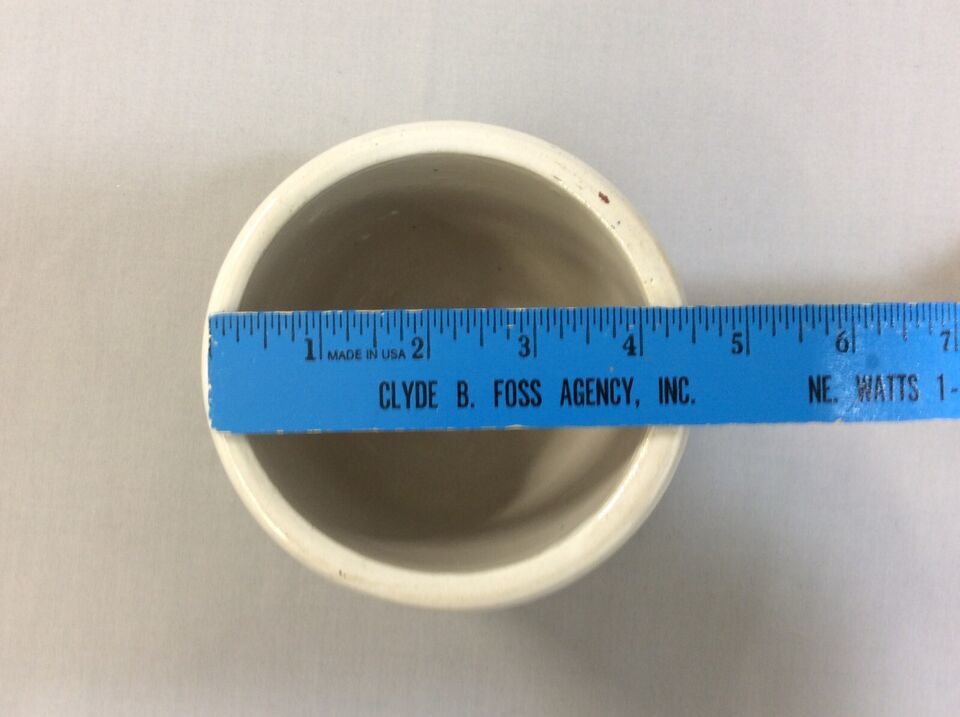 1 MADE IN USA 2 3 4 5 6 7
CLYDE B. FOSS AGENCY, INC. NE. WATTS 1-